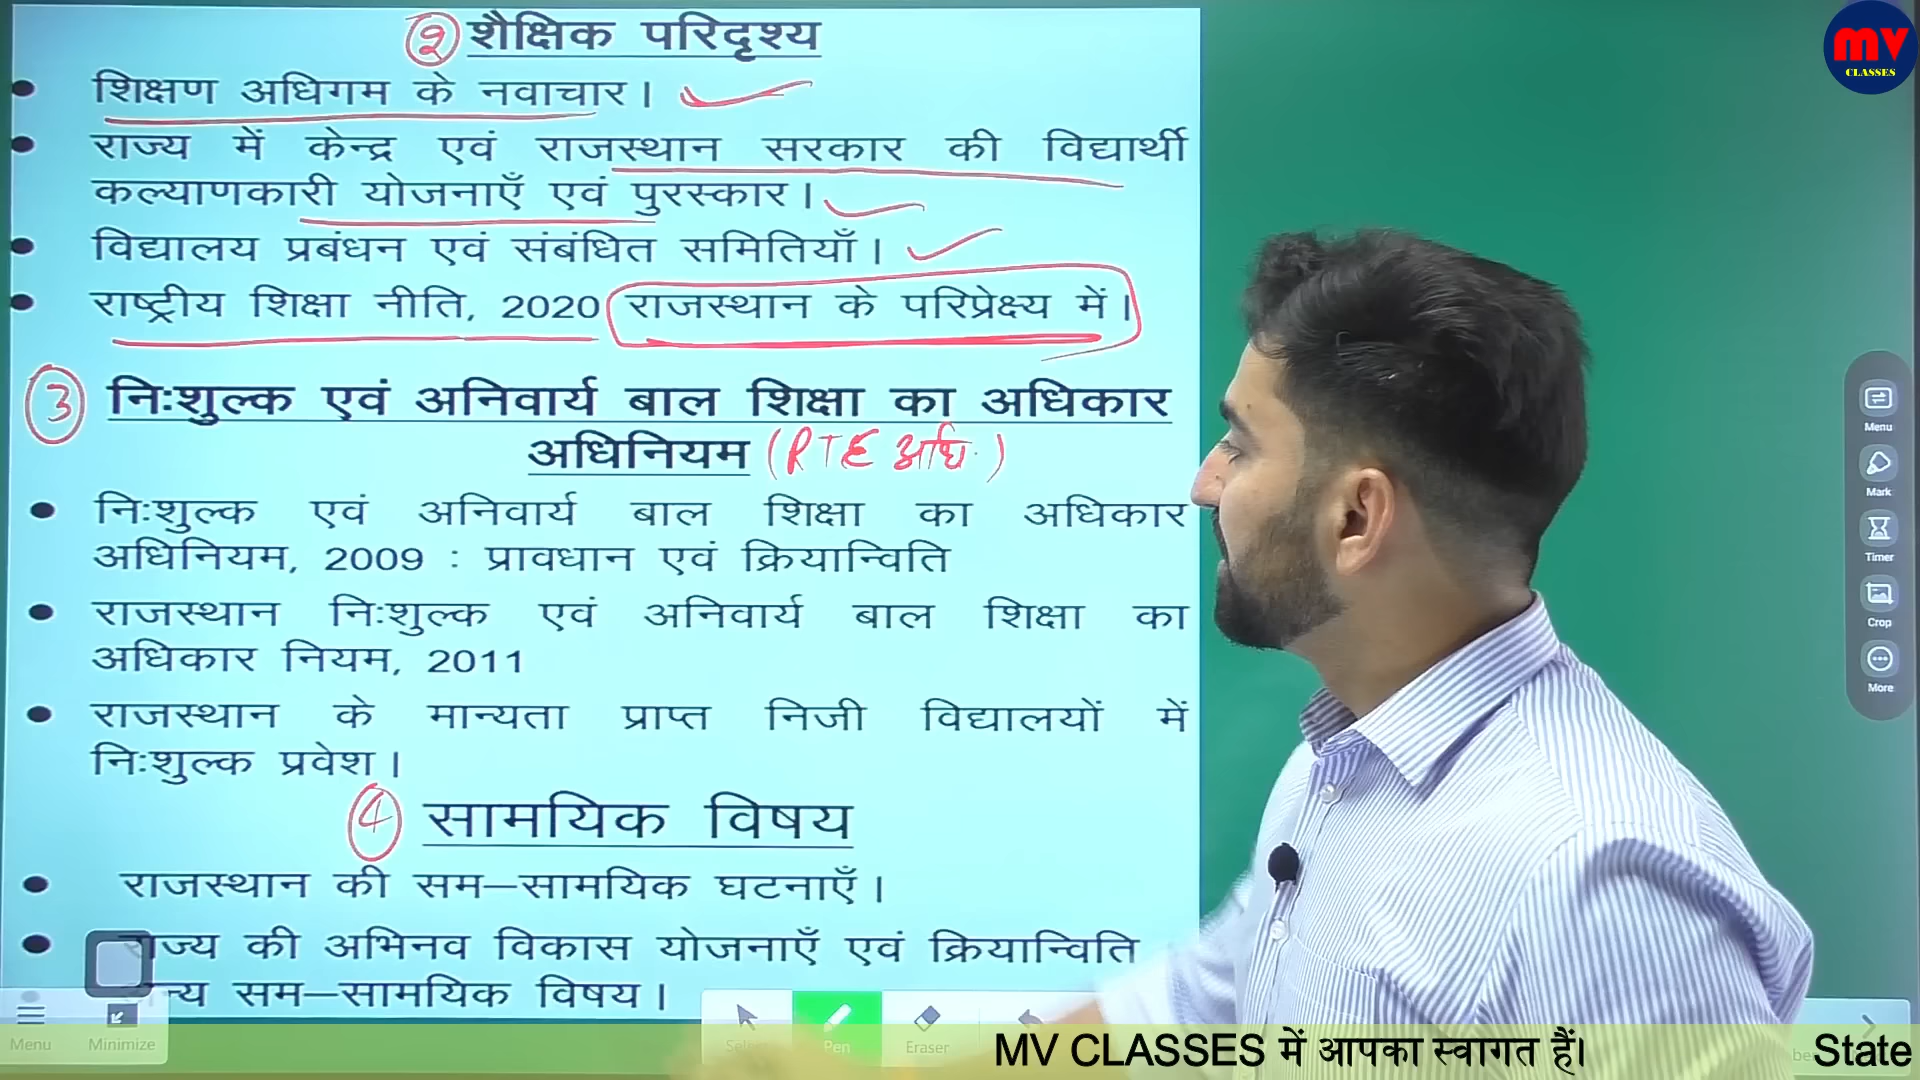 ② शैक्षिक परिदृश्य
• शिक्षण अधिगम के नवाचार।
• राज्य में केन्द्र एवं राजस्थान सरकार की विद्यार्थी
कल्याणकारी योजनाएँ एवं पुरस्कार।
• विद्यालय प्रबंधन एवं संबंधित समितियाँ।
• राष्ट्रीय शिक्षा नीति, 2020 राजस्थान के परिप्रेक्ष्य में।
③ निःशुल्क एवं अनिवार्य बाल शिक्षा का अधिकार
अधिनियम (RTE अधि.)
• निःशुल्क एवं अनिवार्य बाल शिक्षा का अधिकार
अधिनियम, 2009 : प्रावधान एवं क्रियान्विति
• राजस्थान निःशुल्क एवं अनिवार्य बाल शिक्षा का
अधिकार नियम, 2011
• राजस्थान के मान्यता प्राप्त निजी विद्यालयों में
निःशुल्क प्रवेश।
④ सामयिक विषय
• राजस्थान की सम–सामयिक घटनाएँ।
• राज्य की अभिनव विकास योजनाएँ एवं क्रियान्विति
सम–सामयिक विषय।
MV
CLASSES
Menu
Mark
Timer
Crop
More
Menu Minimize Select Pen Eraser
MV CLASSES में आपका स्वागत हैं। State